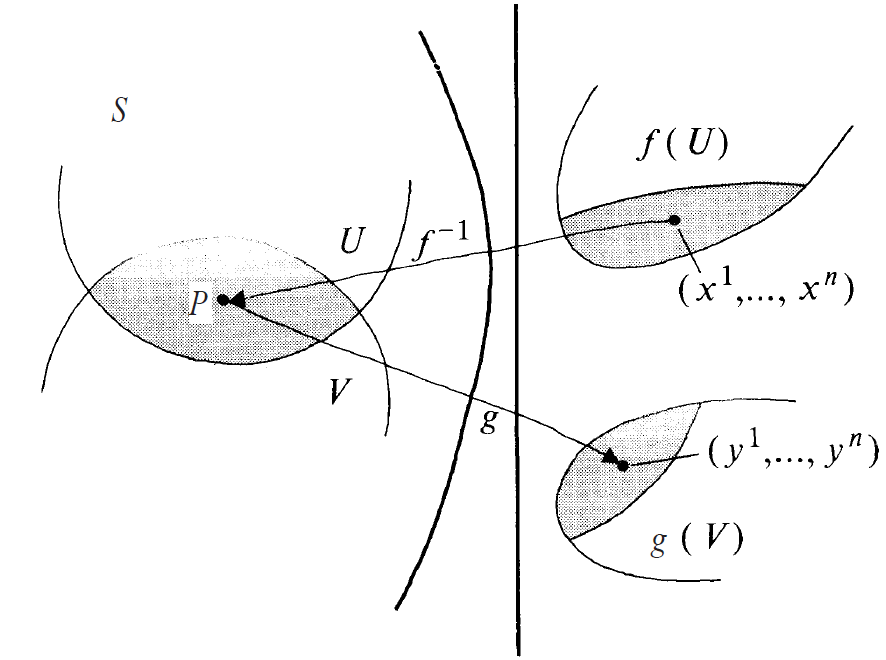 S
f(U)
U
f⁻¹
P
(x¹,..., xⁿ)
V
g
(y¹,..., yⁿ)
g (V)